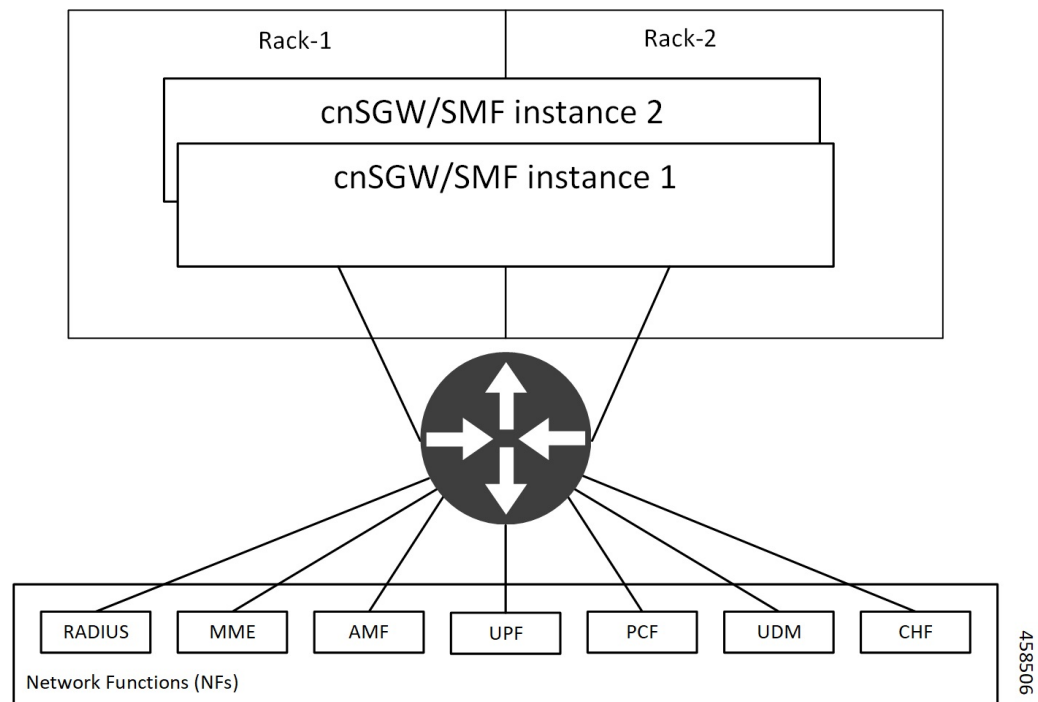 Rack-1
Rack-2
cnSGW/SMF instance 2
cnSGW/SMF instance 1
RADIUS
MME
AMF
UPF
PCF
UDM
CHF
Network Functions (NFs)
458506